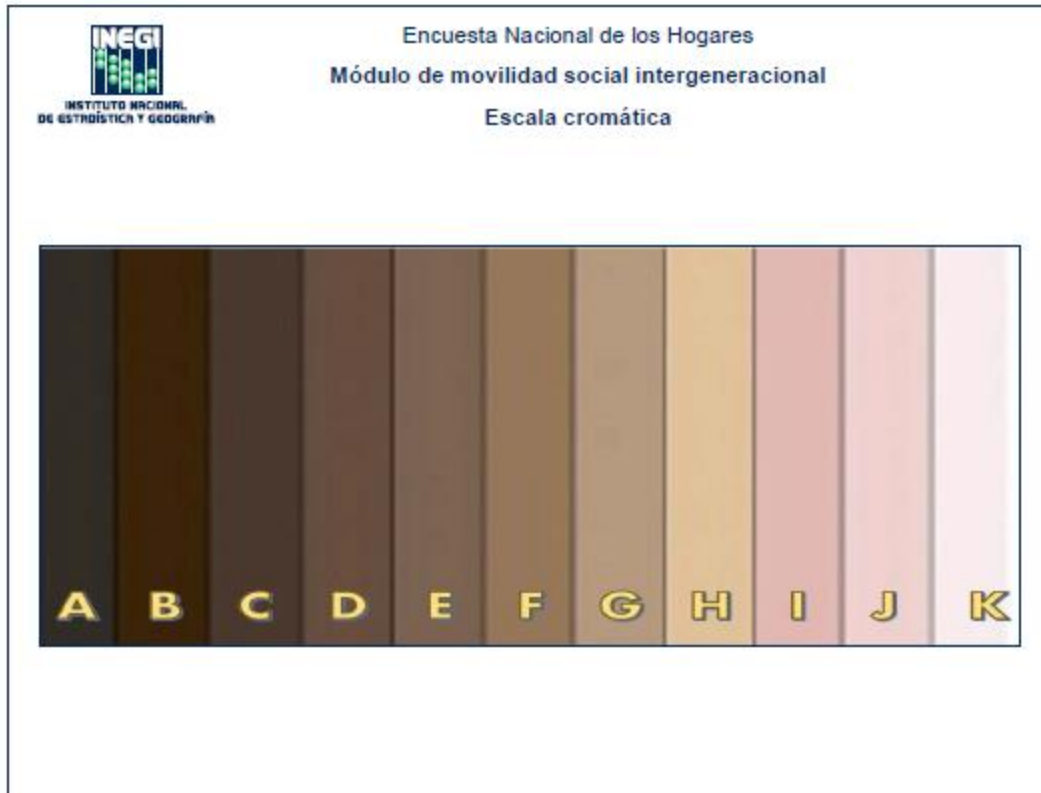 INEGI
INSTITUTO NACIONAL
DE ESTADÍSTICA Y GEOGRAFÍA
Encuesta Nacional de los Hogares
Módulo de movilidad social intergeneracional
Escala cromática
A B C D E F G H I J K